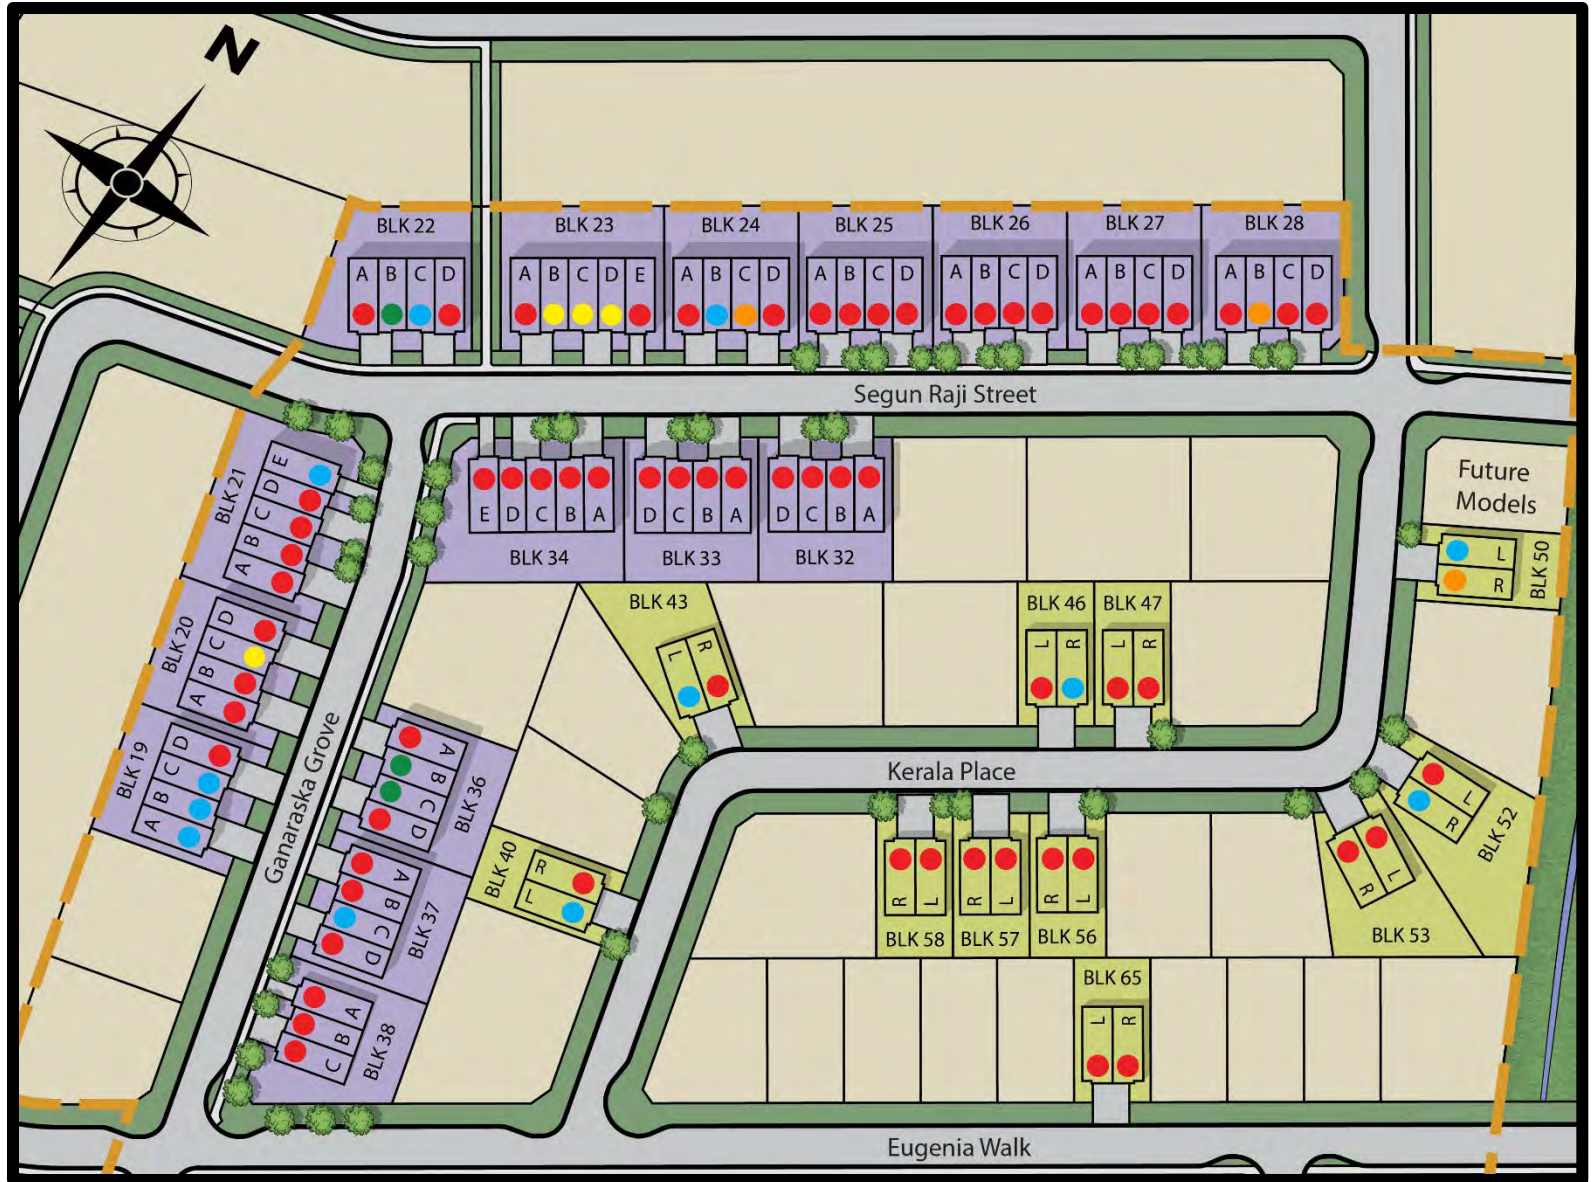 N
BLK 22
BLK 23
BLK 24
BLK 25
BLK 26
BLK 27
BLK 28
A B C D
A B C D E
A B C D
A B C D
A B C D
A B C D
A B C D
Segun Raji Street
BLK 21
E
D
C
B
A
E D C B A
D C B A
D C B A
BLK 34
BLK 33
BLK 32
Future
Models
L
R
BLK 50
BLK 20
D
C
B
A
BLK 43
L R
BLK 46
L R
BLK 47
L R
BLK 19
D
C
B
A
Ganaraska Grove
A
B
C
D
BLK 36
Kerala Place
L
R
BLK 52
BLK 40
R
L
A
B
C
D
BLK 37
R L
R L
R L
R L
BLK 58
BLK 57
BLK 56
BLK 53
BLK 65
L R
A
B
C
BLK 38
Eugenia Walk